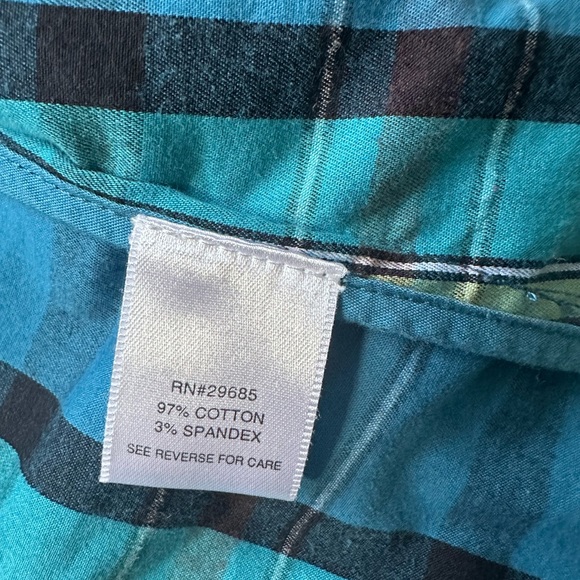 RN#29685
97% COTTON
3% SPANDEX
SEE REVERSE FOR CARE